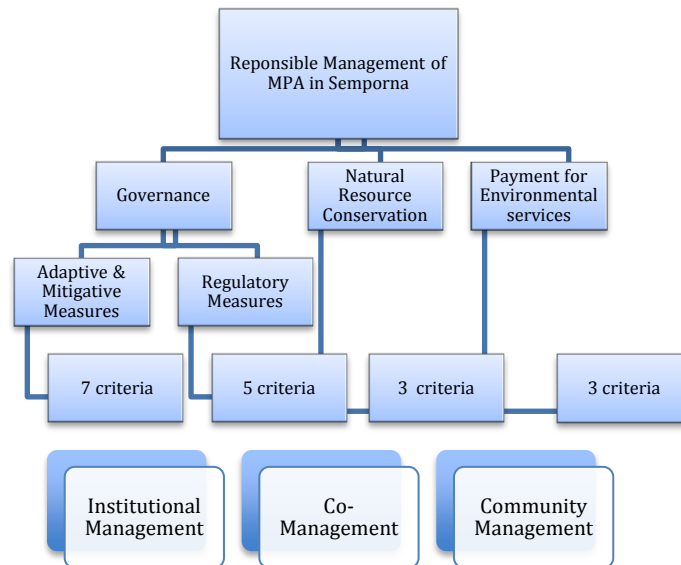 Reponsible Management of
MPA in Semporna
Governance
Natural
Resource
Conservation
Payment for
Environmental
services
Adaptive &
Mitigative
Measures
Regulatory
Measures
7 criteria
5 criteria
3 criteria
3 criteria
Institutional
Management
Co-
Management
Community
Management